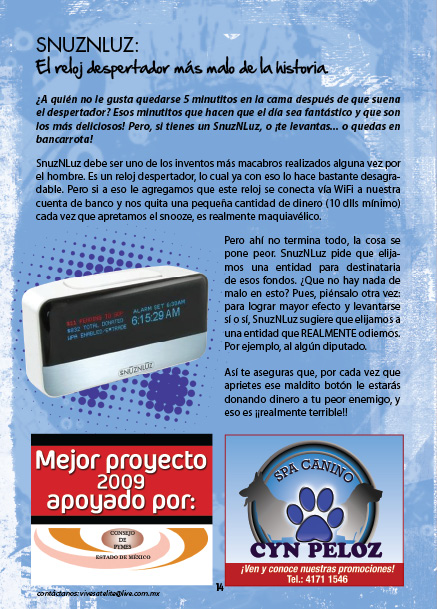 SNUZNLUZ:
El reloj despertador más malo de la historia.
¿A quién no le gusta quedarse 5 minutitos en la cama después de que suena
el despertador? Esos minutitos que hacen que el día sea fantástico y que son
los más deliciosos! Pero, si tienes un SnuzNLuz, o ¡te levantas... o quedas en
bancarrota!
SnuzNLuz debe ser uno de los inventos más macabros realizados alguna vez por
el hombre. Es un reloj despertador, lo cual ya con eso lo hace bastante desagra-
dable. Pero si a eso le agregamos que este reloj se conecta vía WiFi a nuestra
cuenta de banco y nos quita una pequeña cantidad de dinero (10 dlls mínimo)
cada vez que apretamos el snooze, es realmente maquiavélico.
Pero ahí no termina todo, la cosa se
pone peor. SnuzNLuz pide que elija-
mos una entidad para destinataria
de esos fondos. ¿Que no hay nada de
malo en esto? Pues, piénsalo otra vez:
para lograr mayor efecto y levantarse
sí o sí, SnuzNLuz sugiere que elijamos a
una entidad que REALMENTE odiemos.
Por ejemplo, al algún diputado.
Así te aseguras que, por cada vez que
aprietes ese maldito botón le estarás
donando dinero a tu peor enemigo, y
eso es ¡¡realmente terrible!!
ALARM SET 6:00AM
6:15:29AM
$832 TOTAL DONATED
WPA ENABLED
SNŪZNLŪZ
Mejor proyecto
2009
apoyado por:
CONSEJO
DE
PYMES
ESTADO DE MÉXICO
SPA CANINO
CYN PELOZ
¡Ven y conoce nuestras promociones!
Tel.: 4171 1546
14
contáctanos: vivesatelite@live.com.mx